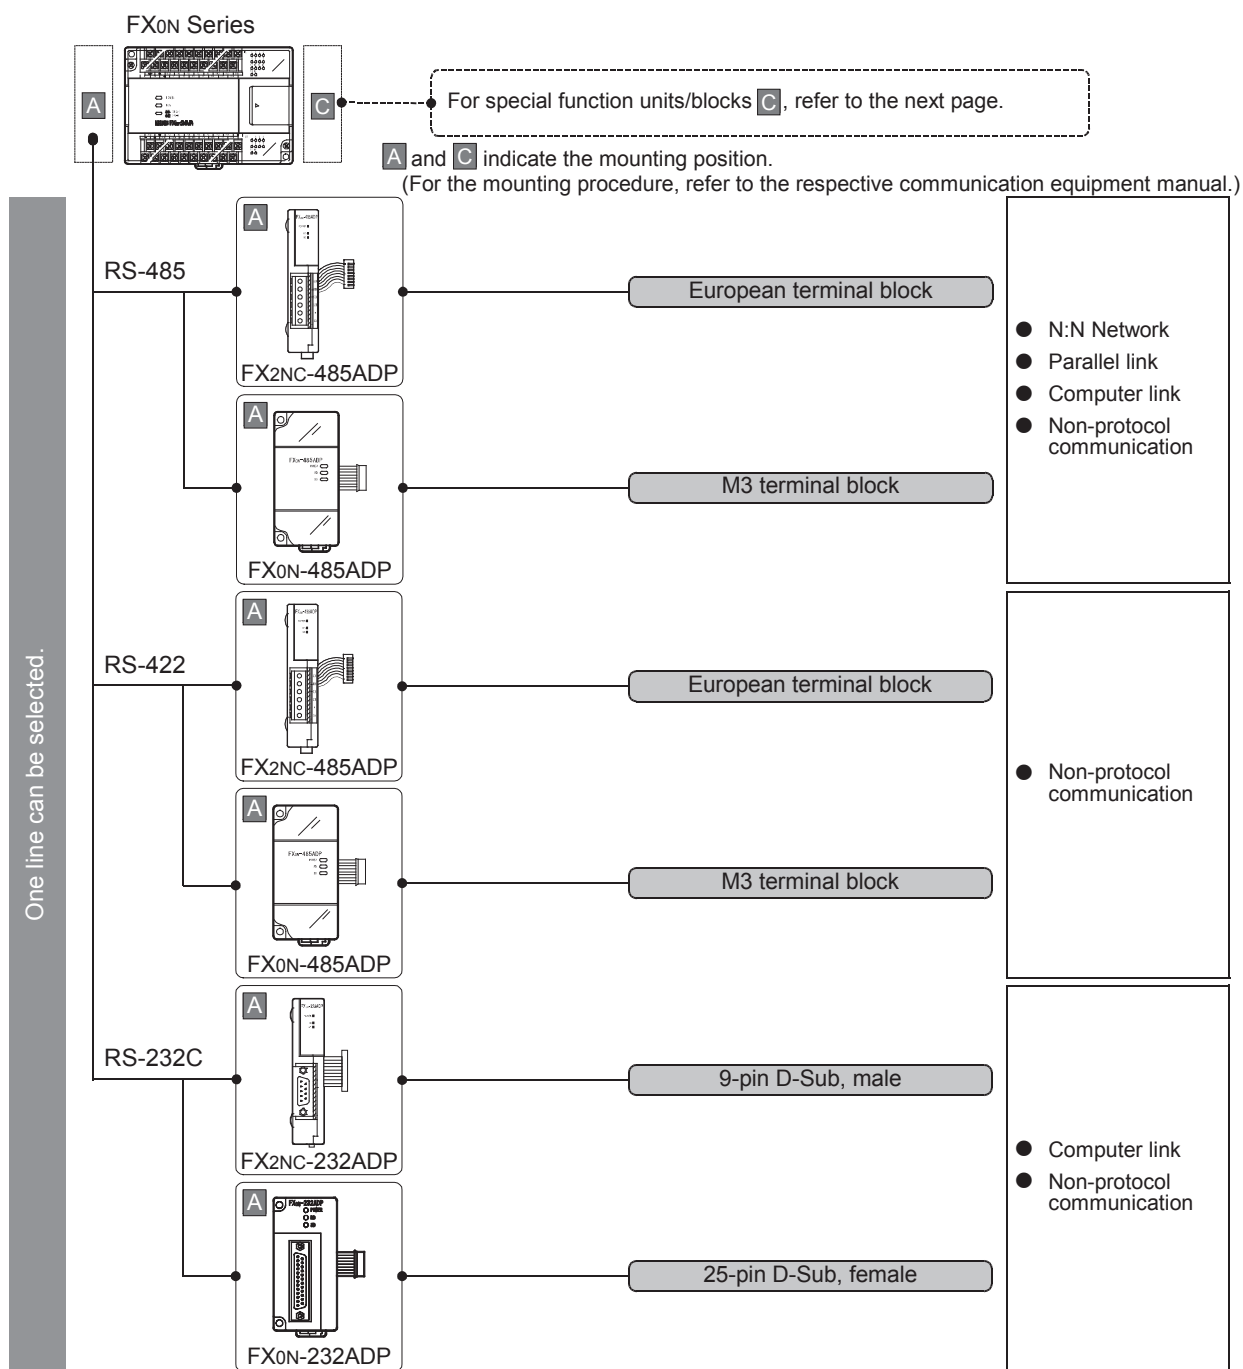 FX0N Series
A
C
For special function units/blocks C, refer to the next page.
A and C indicate the mounting position.
(For the mounting procedure, refer to the respective communication equipment manual.)
One line can be selected.
RS-485
A
FX2NC-485ADP
European terminal block
A
FX0N-485ADP
M3 terminal block
● N:N Network
● Parallel link
● Computer link
● Non-protocol
communication
RS-422
A
FX2NC-485ADP
European terminal block
A
FX0N-485ADP
M3 terminal block
● Non-protocol
communication
RS-232C
A
FX2NC-232ADP
9-pin D-Sub, male
A
FX0N-232ADP
25-pin D-Sub, female
● Computer link
● Non-protocol
communication